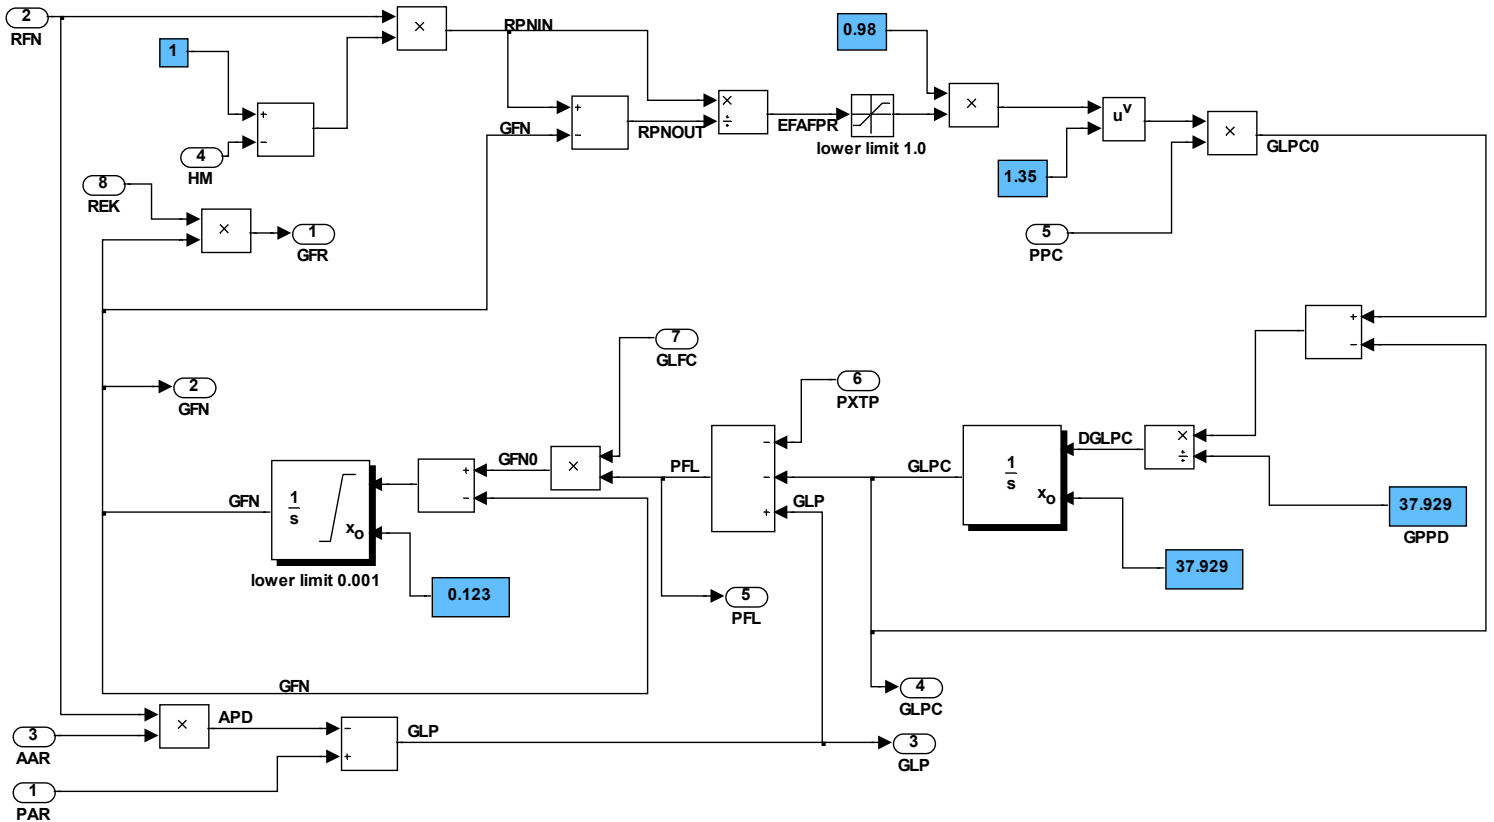 2
RFN
×
RPNIN
1
+
−
4
HM
GFN
+
−
RPNOUT
×
÷
EFAFPR
lower limit 1.0
0.98
×
uv
1.35
×
GLPC0
5
PPC
8
REK
×
1
GFR
+
−
7
GLFC
2
GFN
6
PXTP
GFN
1
s
xo
lower limit 0.001
0.123
+
−
GFN0
×
PFL
−
−
+
GLP
GLPC
1
s
xo
DGLPC
×
÷
37.929
GPPD
37.929
5
PFL
GFN
4
GLPC
3
AAR
×
APD
−
+
GLP
3
GLP
1
PAR